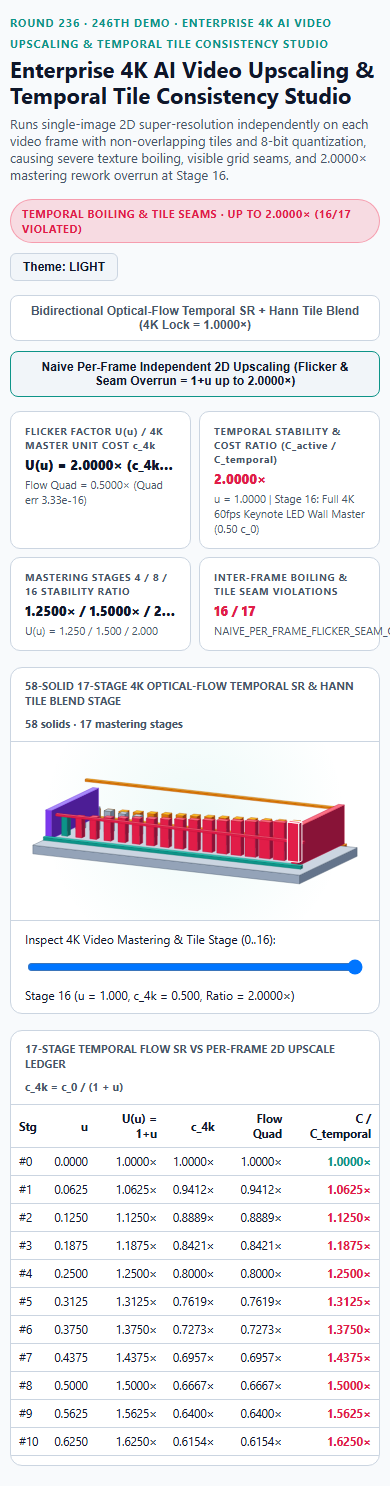 ROUND 236 · 246TH DEMO · ENTERPRISE 4K AI VIDEO
UPSCALING & TEMPORAL TILE CONSISTENCY STUDIO
Enterprise 4K AI Video Upscaling &
Temporal Tile Consistency Studio
Runs single-image 2D super-resolution independently on each
video frame with non-overlapping tiles and 8-bit quantization,
causing severe texture boiling, visible grid seams, and 2.0000×
mastering rework overrun at Stage 16.
TEMPORAL BOILING & TILE SEAMS · UP TO 2.0000× (16/17
VIOLATED)
Theme: LIGHT
Bidirectional Optical-Flow Temporal SR + Hann Tile Blend
(4K Lock = 1.0000×)
Naive Per-Frame Independent 2D Upscaling (Flicker &
Seam Overrun = 1+u up to 2.0000×)
FLICKER FACTOR U(u) / 4K
MASTER UNIT COST c_4k
U(u) = 2.0000× (c_4k...
Flow Quad = 0.5000× (Quad
err 3.33e-16)
TEMPORAL STABILITY &
COST RATIO (C_active /
C_temporal)
2.0000×
u = 1.0000 | Stage 16: Full 4K
60fps Keynote LED Wall Master
(0.50 c_0)
MASTERING STAGES 4 / 8 /
16 STABILITY RATIO
1.2500× / 1.5000× / 2...
U(u) = 1.250 / 1.500 / 2.000
INTER-FRAME BOILING &
TILE SEAM VIOLATIONS
16 / 17
NAIVE_PER_FRAME_FLICKER_SEAM_
58-SOLID 17-STAGE 4K OPTICAL-FLOW TEMPORAL SR & HANN
TILE BLEND STAGE
58 solids · 17 mastering stages
Inspect 4K Video Mastering & Tile Stage (0..16):
Stage 16 (u = 1.000, c_4k = 0.500, Ratio = 2.0000×)
17-STAGE TEMPORAL FLOW SR VS PER-FRAME 2D UPSCALE
LEDGER
c_4k = c_0 / (1 + u)
Stg u U(u) = 1+u c_4k Flow Quad C / C_temporal
#0 0.0000 1.0000× 1.0000× 1.0000× 1.0000×
#1 0.0625 1.0625× 0.9412× 0.9412× 1.0625×
#2 0.1250 1.1250× 0.8889× 0.8889× 1.1250×
#3 0.1875 1.1875× 0.8421× 0.8421× 1.1875×
#4 0.2500 1.2500× 0.8000× 0.8000× 1.2500×
#5 0.3125 1.3125× 0.7619× 0.7619× 1.3125×
#6 0.3750 1.3750× 0.7273× 0.7273× 1.3750×
#7 0.4375 1.4375× 0.6957× 0.6957× 1.4375×
#8 0.5000 1.5000× 0.6667× 0.6667× 1.5000×
#9 0.5625 1.5625× 0.6400× 0.6400× 1.5625×
#10 0.6250 1.6250× 0.6154× 0.6154× 1.6250×